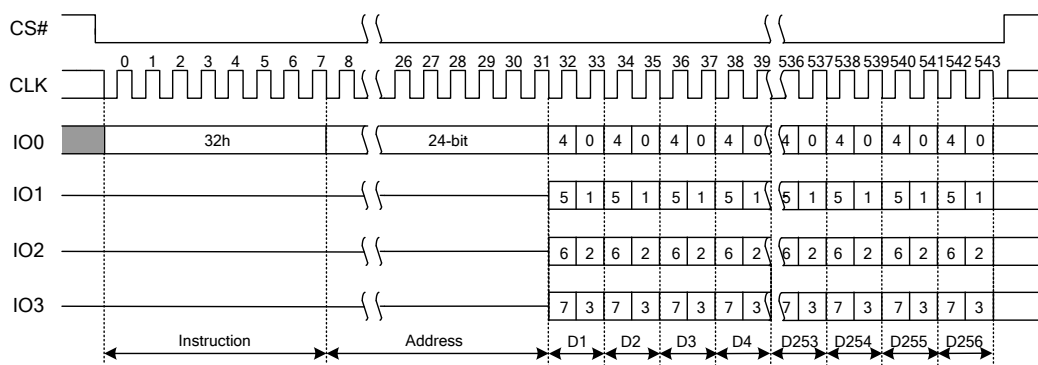 CS#
0 1 2 3 4 5 6 7 8 26 27 28 29 30 31 32 33 34 35 36 37 38 39 536 537 538 539 540 541 542 543
CLK
IO0 32h 24-bit 4 0 4 0 4 0 4 0 4 0 4 0 4 0 4 0
IO1 5 1 5 1 5 1 5 1 5 1 5 1 5 1 5 1
IO2 6 2 6 2 6 2 6 2 6 2 6 2 6 2 6 2
IO3 7 3 7 3 7 3 7 3 7 3 7 3 7 3 7 3
Instruction Address D1 D2 D3 D4 D253 D254 D255 D256